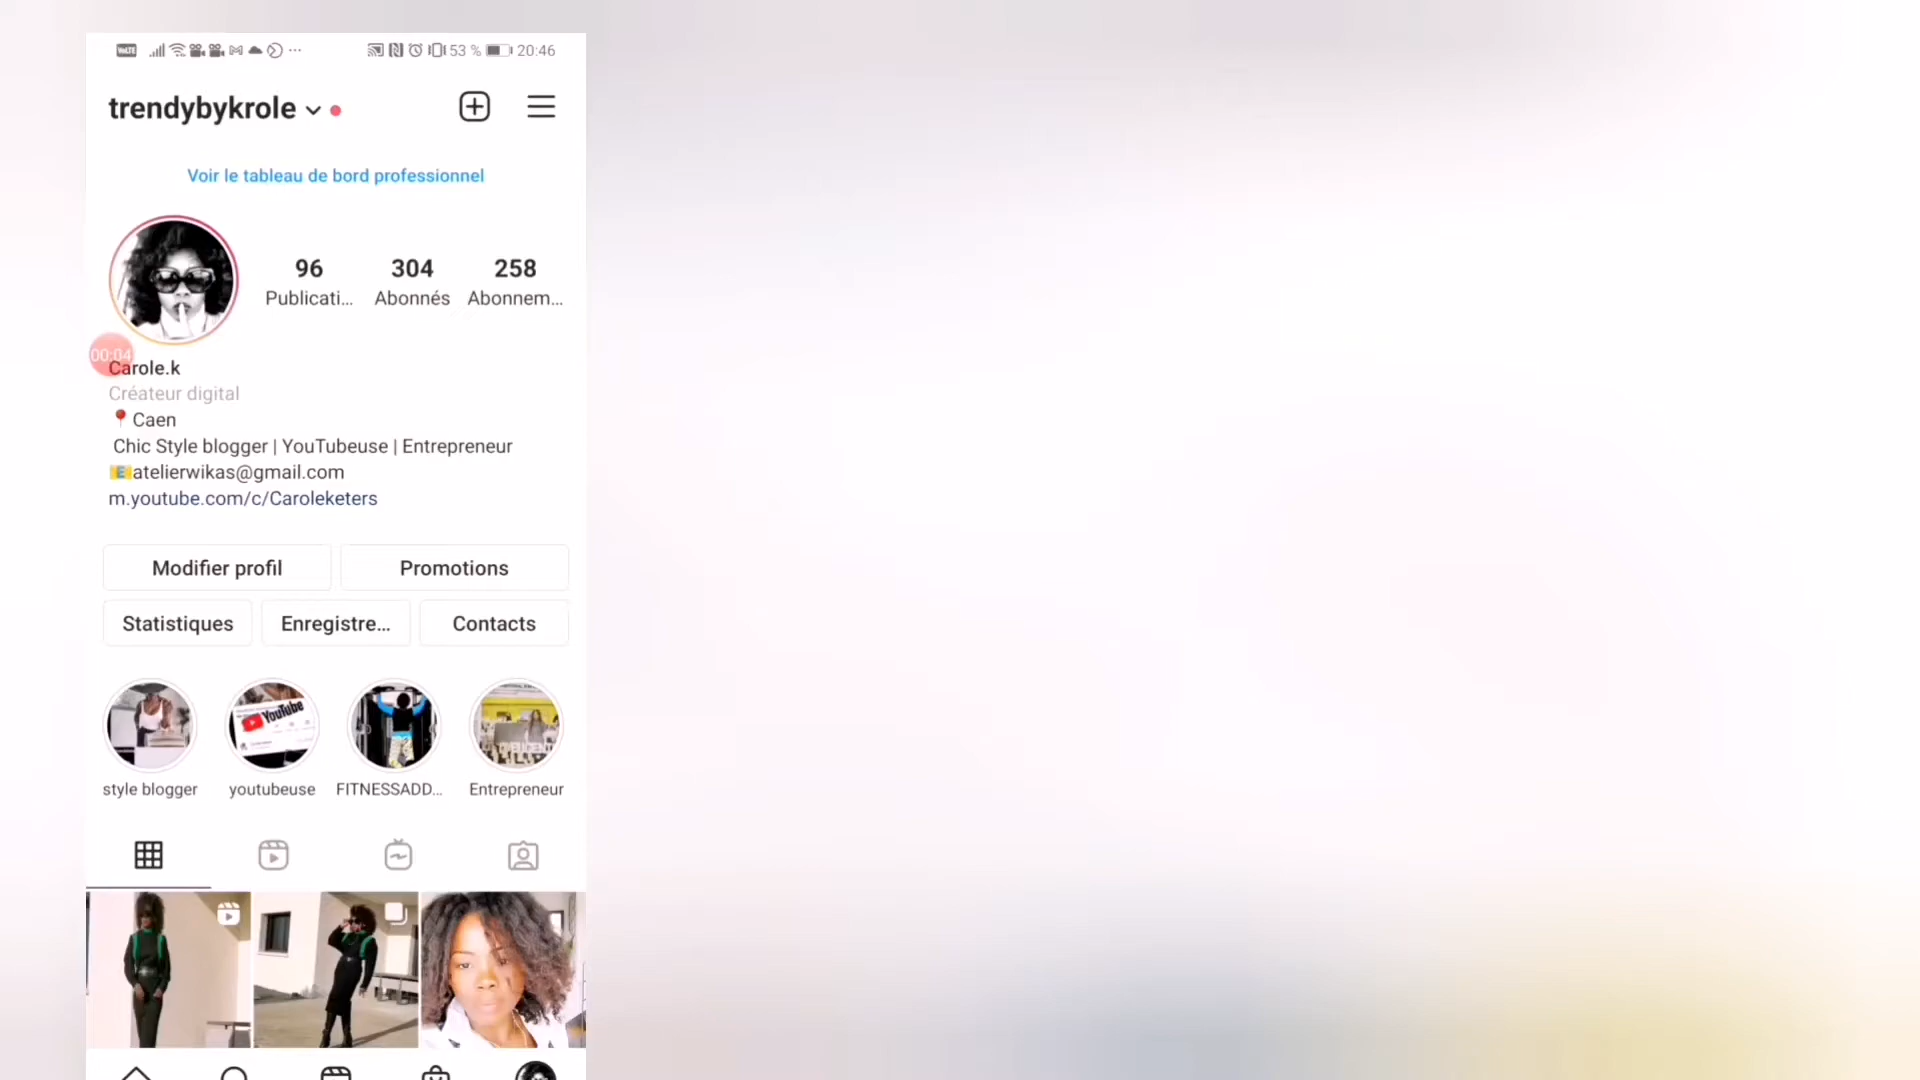 VoLTE 53 % 20:46
trendybykrole
Voir le tableau de bord professionnel
96 304 258
Publicati... Abonnés Abonnem...
00:04
Carole.k
Créateur digital
📍Caen
Chic Style blogger | YouTubeuse | Entrepreneur
📧atelierwikas@gmail.com
m.youtube.com/c/Caroleketers
Modifier profil Promotions
Statistiques Enregistre... Contacts
YouTube
style blogger youtubeuse FITNESSADD... Entrepreneur